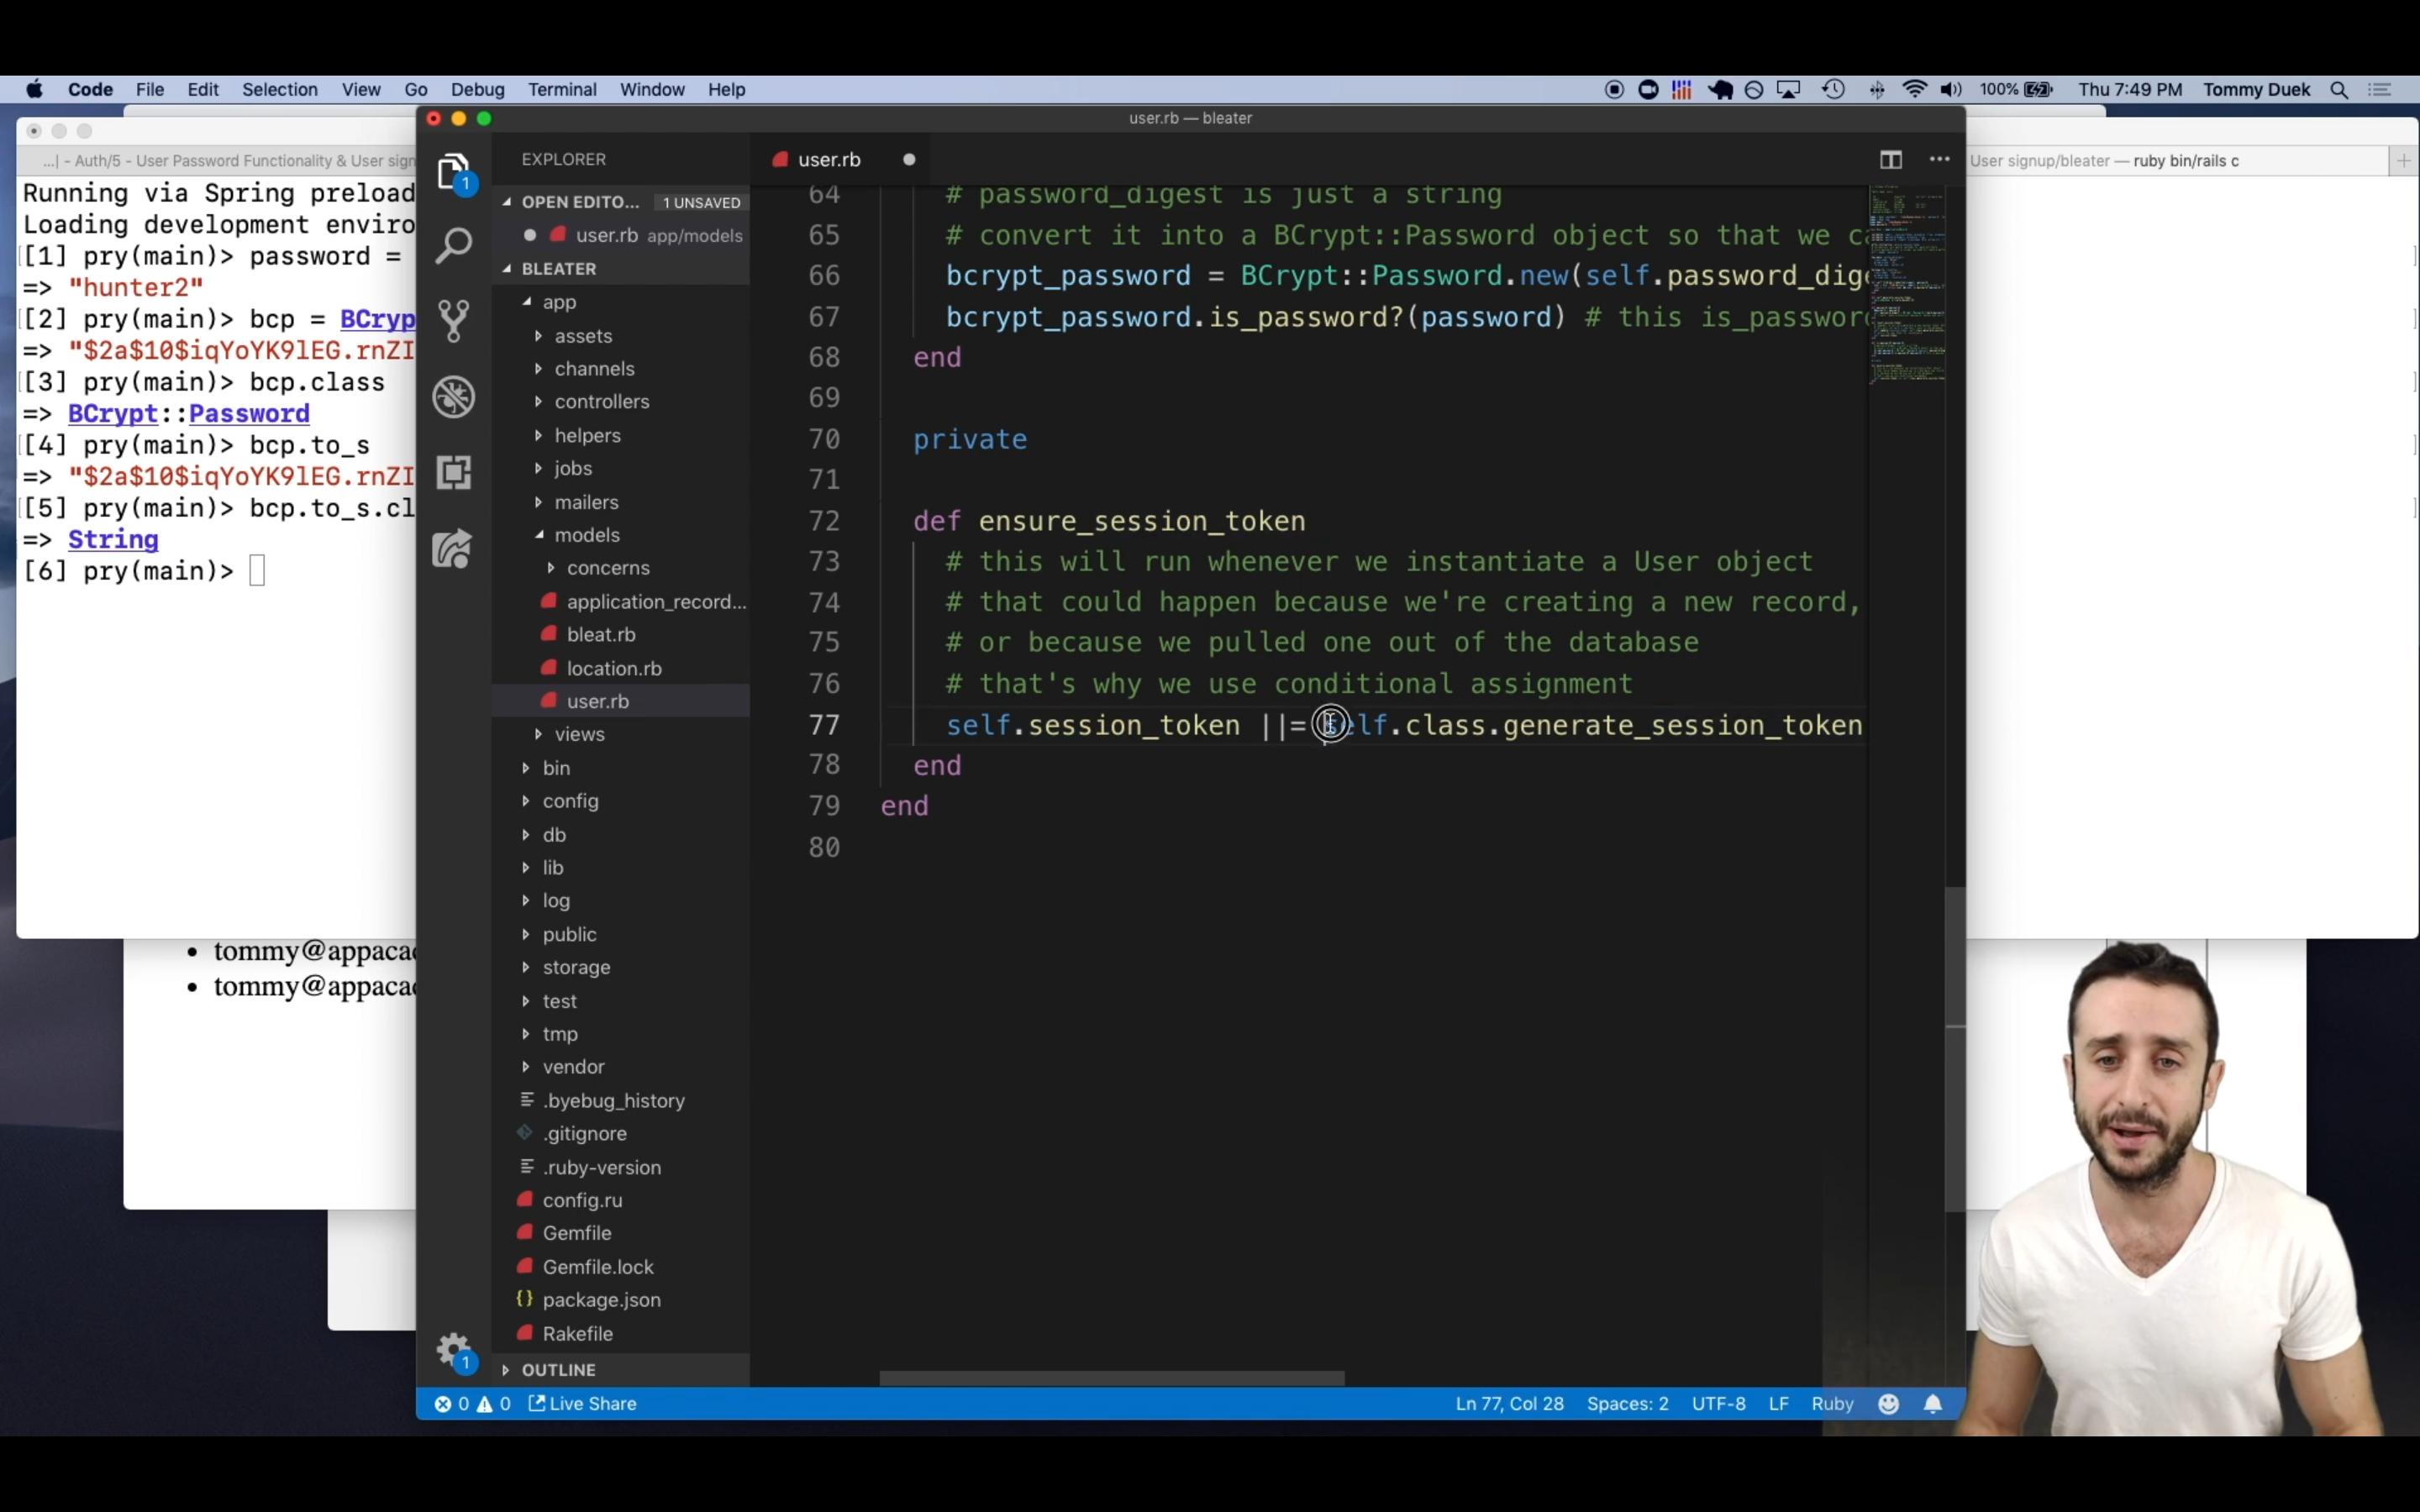 Code File Edit Selection View Go Debug Terminal Window Help
100% Thu 7:49 PM Tommy Duek
...| - Auth/5 - User Password Functionality & User sign
Running via Spring preload
Loading development enviro
[1] pry(main)> password =
=> "hunter2"
[2] pry(main)> bcp = BCryp
=> "$2a$10$iqYoYK9lEG.rnZI
[3] pry(main)> bcp.class
=> BCrypt::Password
[4] pry(main)> bcp.to_s
=> "$2a$10$iqYoYK9lEG.rnZI
[5] pry(main)> bcp.to_s.cl
=> String
[6] pry(main)>
tommy@appaca
tommy@appaca
user.rb — bleater
1
1
EXPLORER
OPEN EDITO... 1 UNSAVED
user.rb app/models
BLEATER
app
assets
channels
controllers
helpers
jobs
mailers
models
concerns
application_record...
bleat.rb
location.rb
user.rb
views
bin
config
db
lib
log
public
storage
test
tmp
vendor
.byebug_history
.gitignore
.ruby-version
config.ru
Gemfile
Gemfile.lock
package.json
Rakefile
OUTLINE
user.rb
64 # password_digest is just a string
65 # convert it into a BCrypt::Password object so that we c
66 bcrypt_password = BCrypt::Password.new(self.password_dig
67 bcrypt_password.is_password?(password) # this is_passwor
68 end
69
70 private
71
72 def ensure_session_token
73 # this will run whenever we instantiate a User object
74 # that could happen because we're creating a new record,
75 # or because we pulled one out of the database
76 # that's why we use conditional assignment
77 self.session_token ||= self.class.generate_session_token
78 end
79 end
80
User signup/bleater — ruby bin/rails c
0 0 Live Share
Ln 77, Col 28 Spaces: 2 UTF-8 LF Ruby